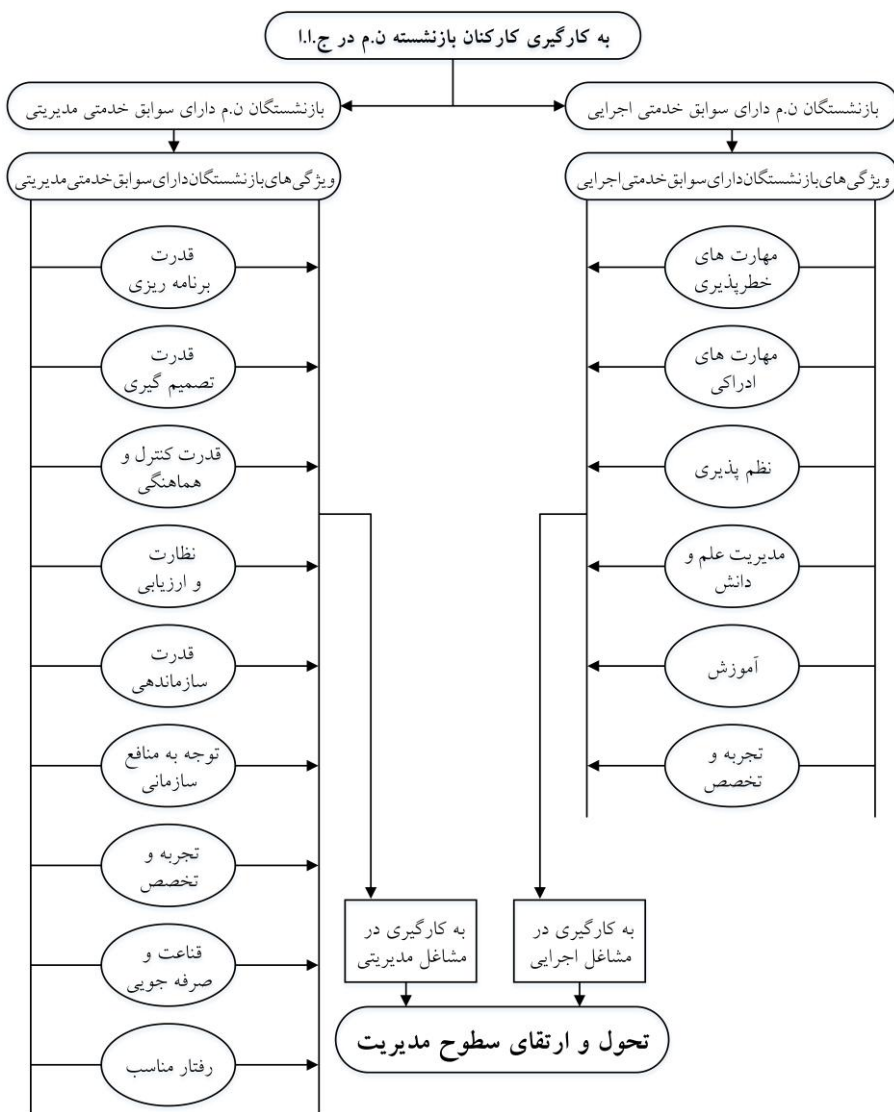 به کارگیری کارکنان بازنشسته ن.م در ج.ا.ا
بازنشستگان ن.م دارای سوابق خدمتی اجرایی
بازنشستگان ن.م دارای سوابق خدمتی مدیریتی
ویژگی‌های بازنشستگان دارای سوابق خدمتی اجرایی
ویژگی‌های بازنشستگان دارای سوابق خدمتی مدیریتی
مهارت های
خطرپذیری
مهارت های
ادراکی
نظم پذیری
مدیریت علم و
دانش
آموزش
تجربه و
تخصص
قدرت
برنامه ریزی
قدرت
تصمیم گیری
قدرت کنترل و
هماهنگی
نظارت
و ارزیابی
قدرت
سازماندهی
توجه به منافع
سازمانی
تجربه و
تخصص
قناعت و
صرفه جویی
رفتار مناسب
به کارگیری در
مشاغل اجرایی
به کارگیری در
مشاغل مدیریتی
تحول و ارتقای سطوح مدیریت